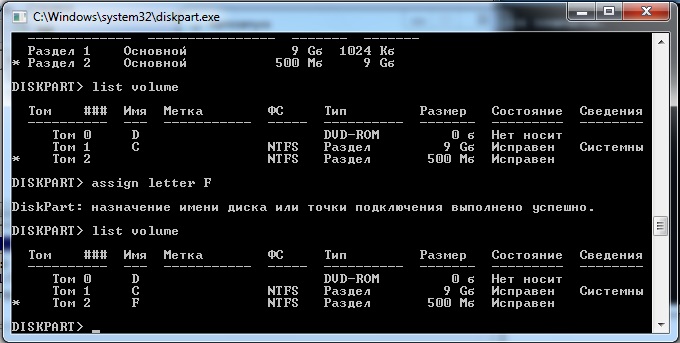 C:\Windows\system32\diskpart.exe
Раздел 1 Основной 9 Gб 1024 Кб
* Раздел 2 Основной 500 Мб 9 Gб
DISKPART> list volume
Том ### Имя Метка ФС Тип Размер Состояние Сведения
Том 0 D DVD-ROM 0 б Нет носит
Том 1 C NTFS Раздел 9 Gб Исправен Системны
* Том 2 NTFS Раздел 500 Мб Исправен
DISKPART> assign letter F
DiskPart: назначение имени диска или точки подключения выполнено успешно.
DISKPART> list volume
Том ### Имя Метка ФС Тип Размер Состояние Сведения
Том 0 D DVD-ROM 0 б Нет носит
Том 1 C NTFS Раздел 9 Gб Исправен Системны
* Том 2 F NTFS Раздел 500 Мб Исправен
DISKPART> _